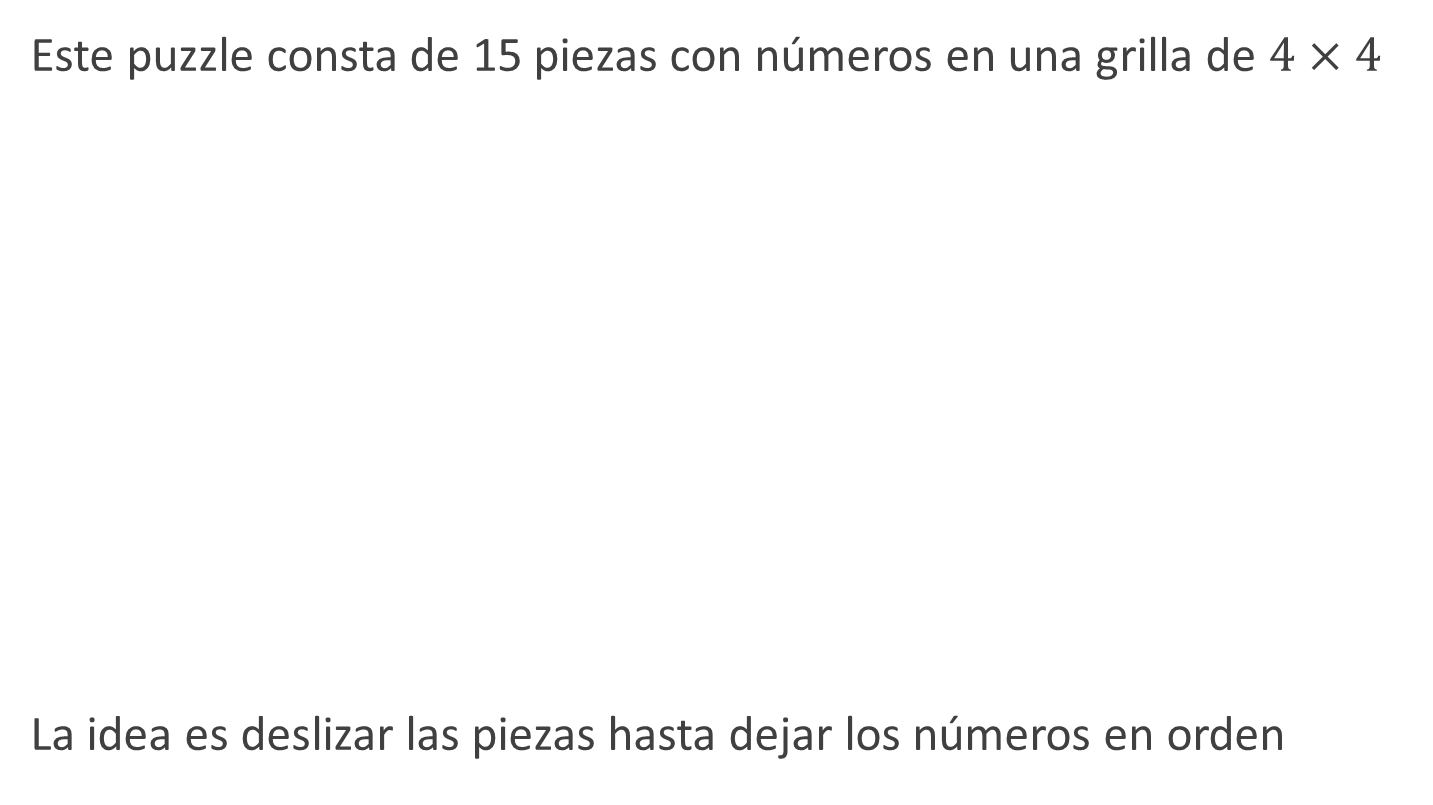 Este puzzle consta de 15 piezas con números en una grilla de 4 × 4
La idea es deslizar las piezas hasta dejar los números en orden